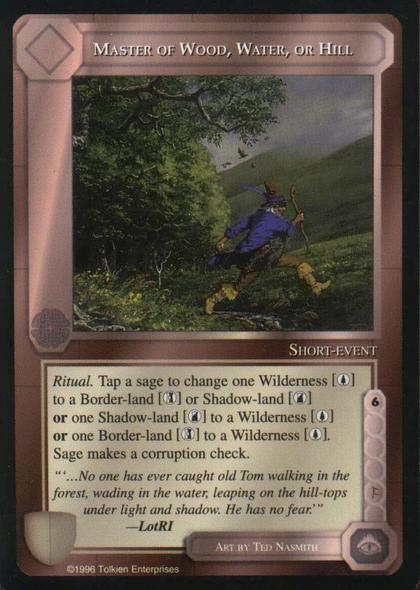 Master of Wood, Water, or Hill
Short-event
Ritual. Tap a sage to change one Wilderness [ ]
to a Border-land [ ] or Shadow-land [ ]
or one Shadow-land [ ] to a Wilderness [ ]
or one Border-land [ ] to a Wilderness [ ].
Sage makes a corruption check.
6
"‘...No one has ever caught old Tom walking in the
forest, wading in the water, leaping on the hill-tops
under light and shadow. He has no fear.’"
—LotRI
Art by Ted Nasmith
©1996 Tolkien Enterprises